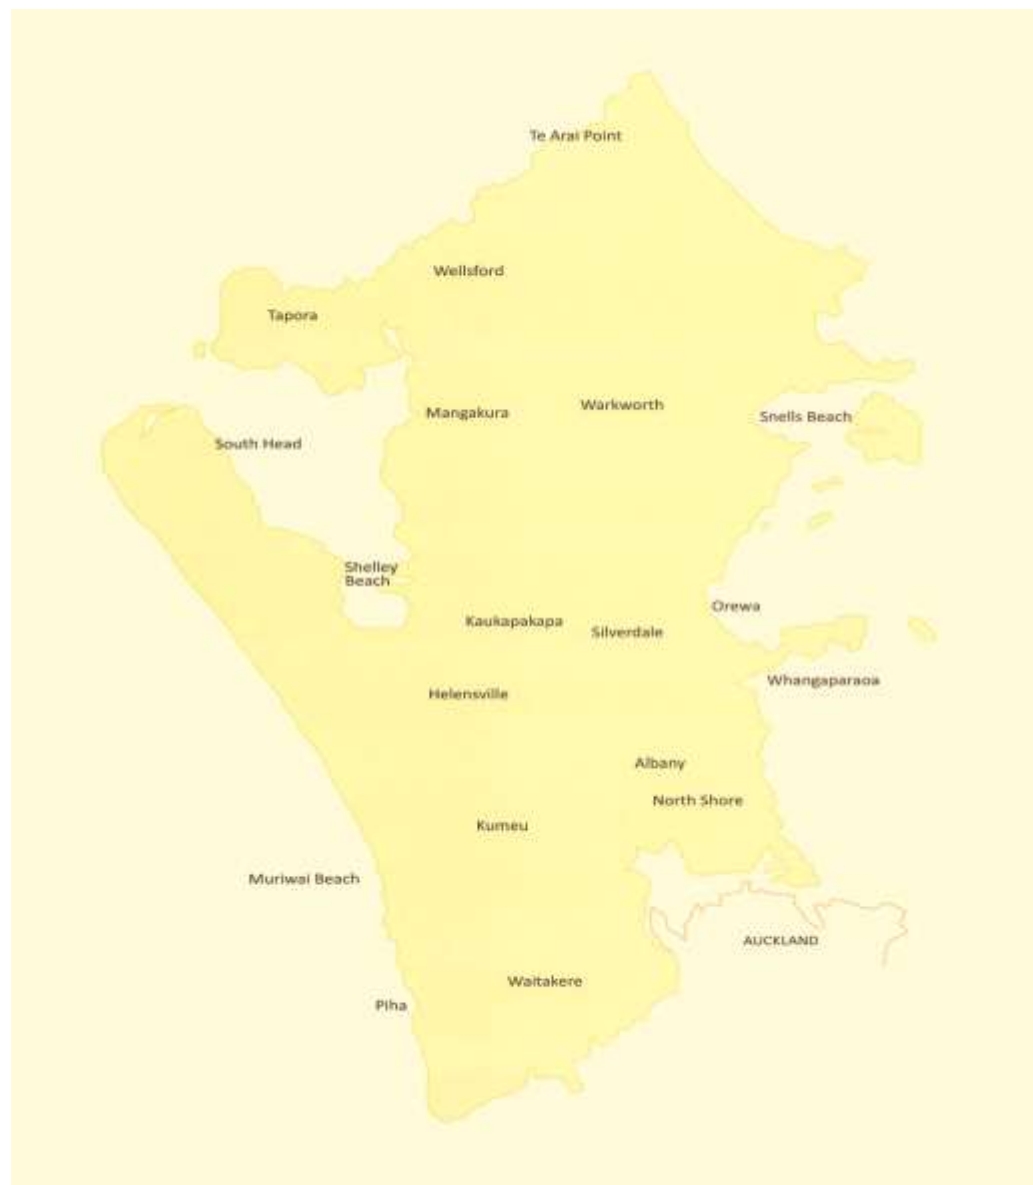 Te Arai Point
Wellsford
Tapora
Mangakura
Warkworth
Snells Beach
South Head
Shelley
Beach
Orewa
Kaukapakapa
Silverdale
Whangaparaoa
Helensville
Albany
North Shore
Kumeu
Muriwai Beach
AUCKLAND
Waitakere
Piha